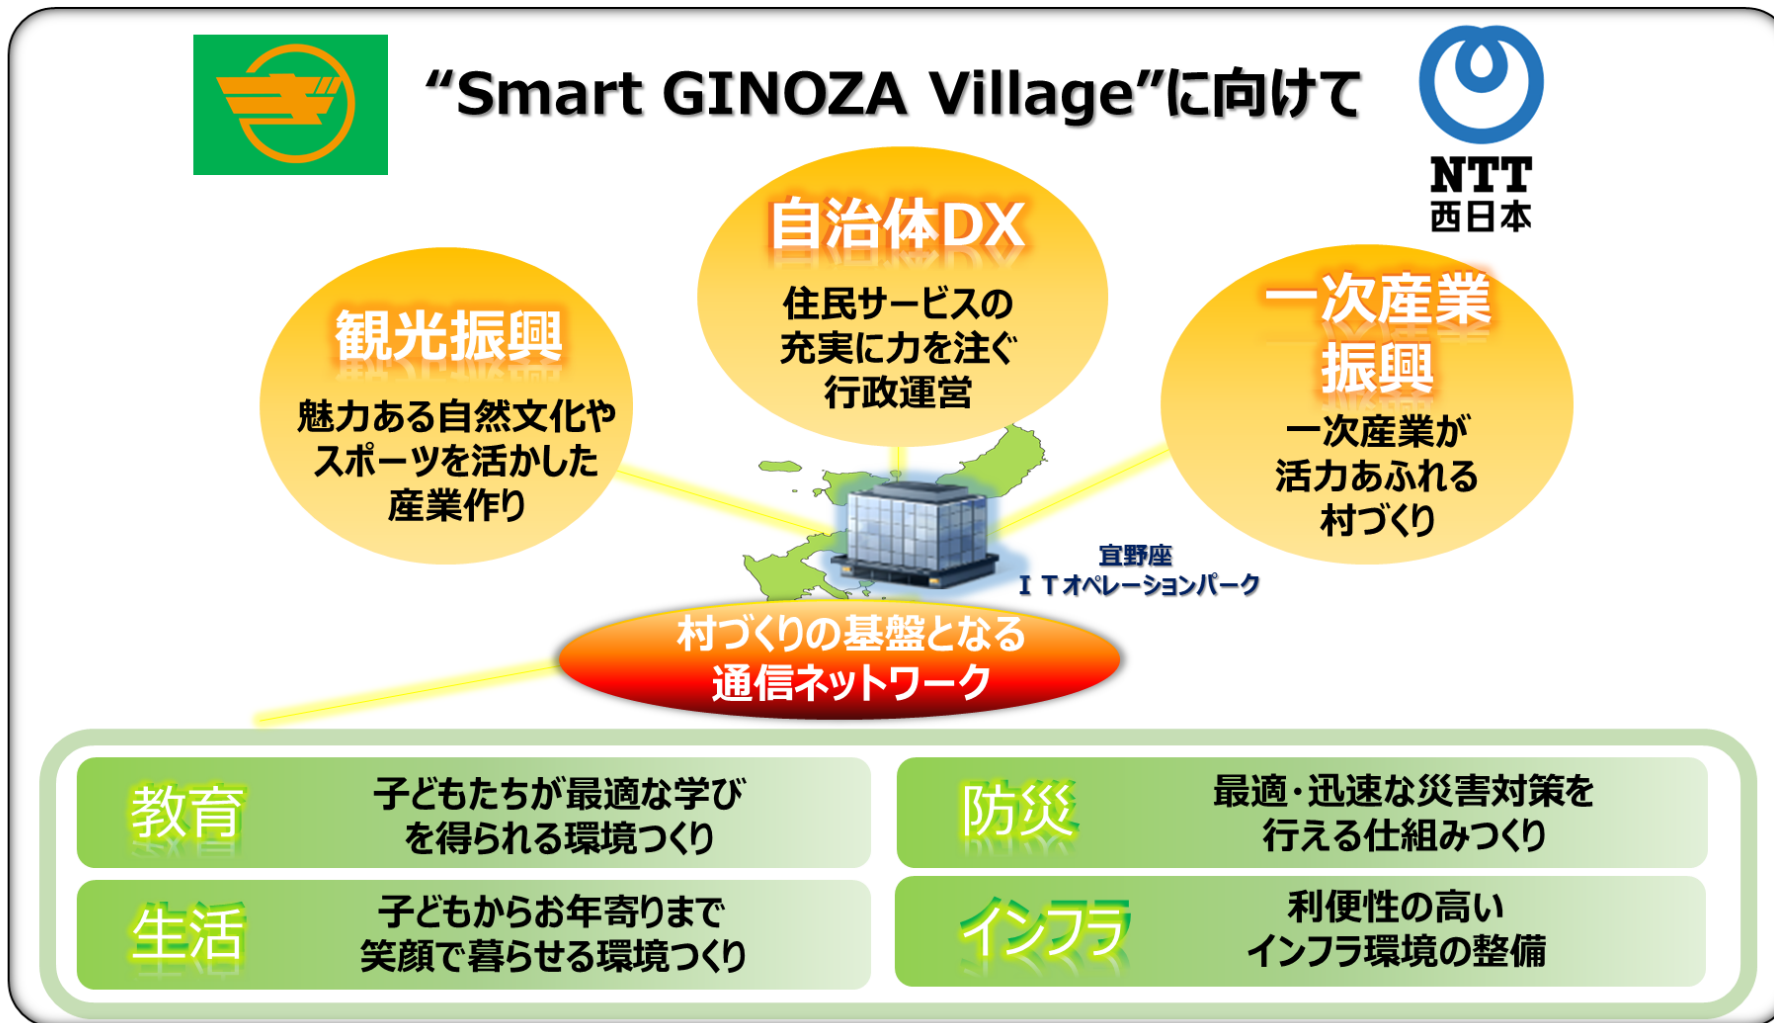 “Smart GINOZA Village”に向けて
NTT
西日本
自治体DX
住民サービスの
充実に力を注ぐ
行政運営
観光振興
魅力ある自然文化や
スポーツを活かした
産業作り
一次産業
振興
一次産業が
活力あふれる
村づくり
宜野座
ＩＴオペレーションパーク
村づくりの基盤となる
通信ネットワーク
教育
子どもたちが最適な学び
を得られる環境つくり
防災
最適・迅速な災害対策を
行える仕組みつくり
生活
子どもからお年寄りまで
笑顔で暮らせる環境つくり
インフラ
利便性の高い
インフラ環境の整備